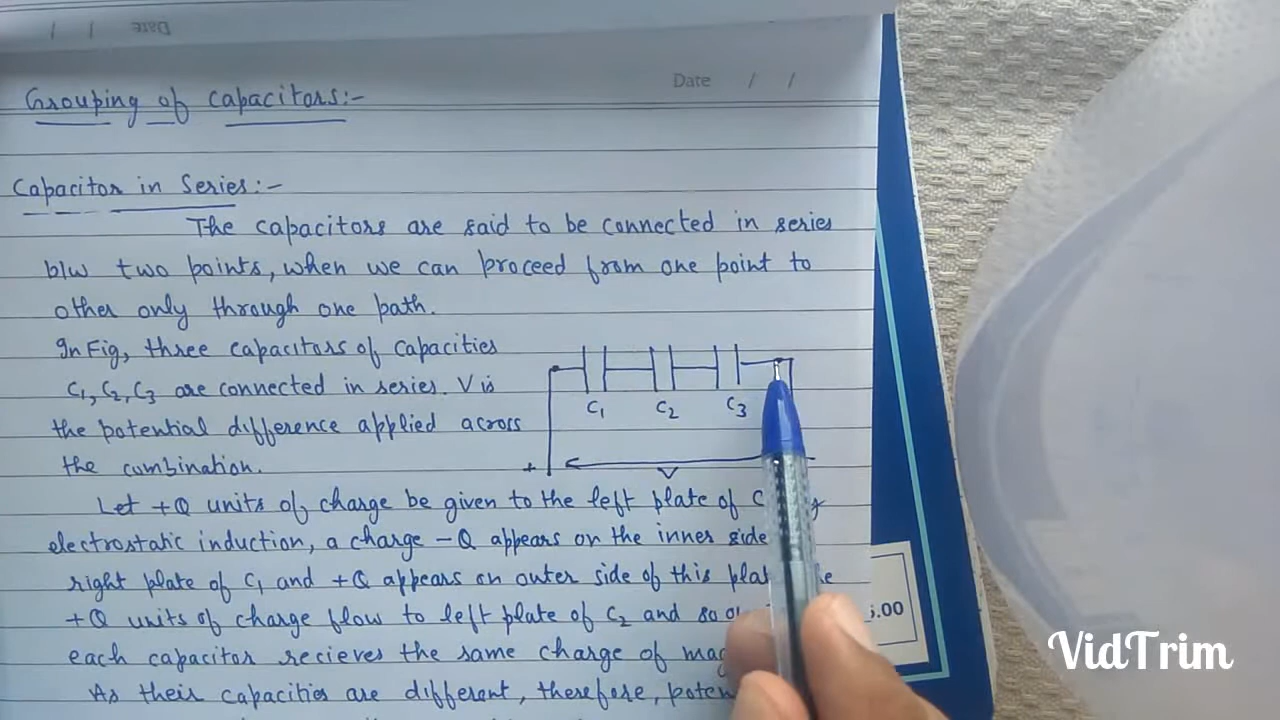 Date / /
Date / /
Grouping of capacitors:-
Capacitor in Series:-
The capacitors are said to be connected in series
b/w two points, when we can proceed from one point to
other only through one path.
In Fig, three capacitors of capacities
C1, C2, C3 are connected in series. V is
the potential difference applied across
the combination.
C1 C2 C3
+ V
Let +Q units of charge be given to the left plate of C
electrostatic induction, a charge -Q appears on the inner side
right plate of C1 and +Q appears on outer side of this
+Q units of charge flow to left plate of C2 and so
each capacitor recieves the same charge of
As their capacities are different, therefore,
5.00
VidTrim